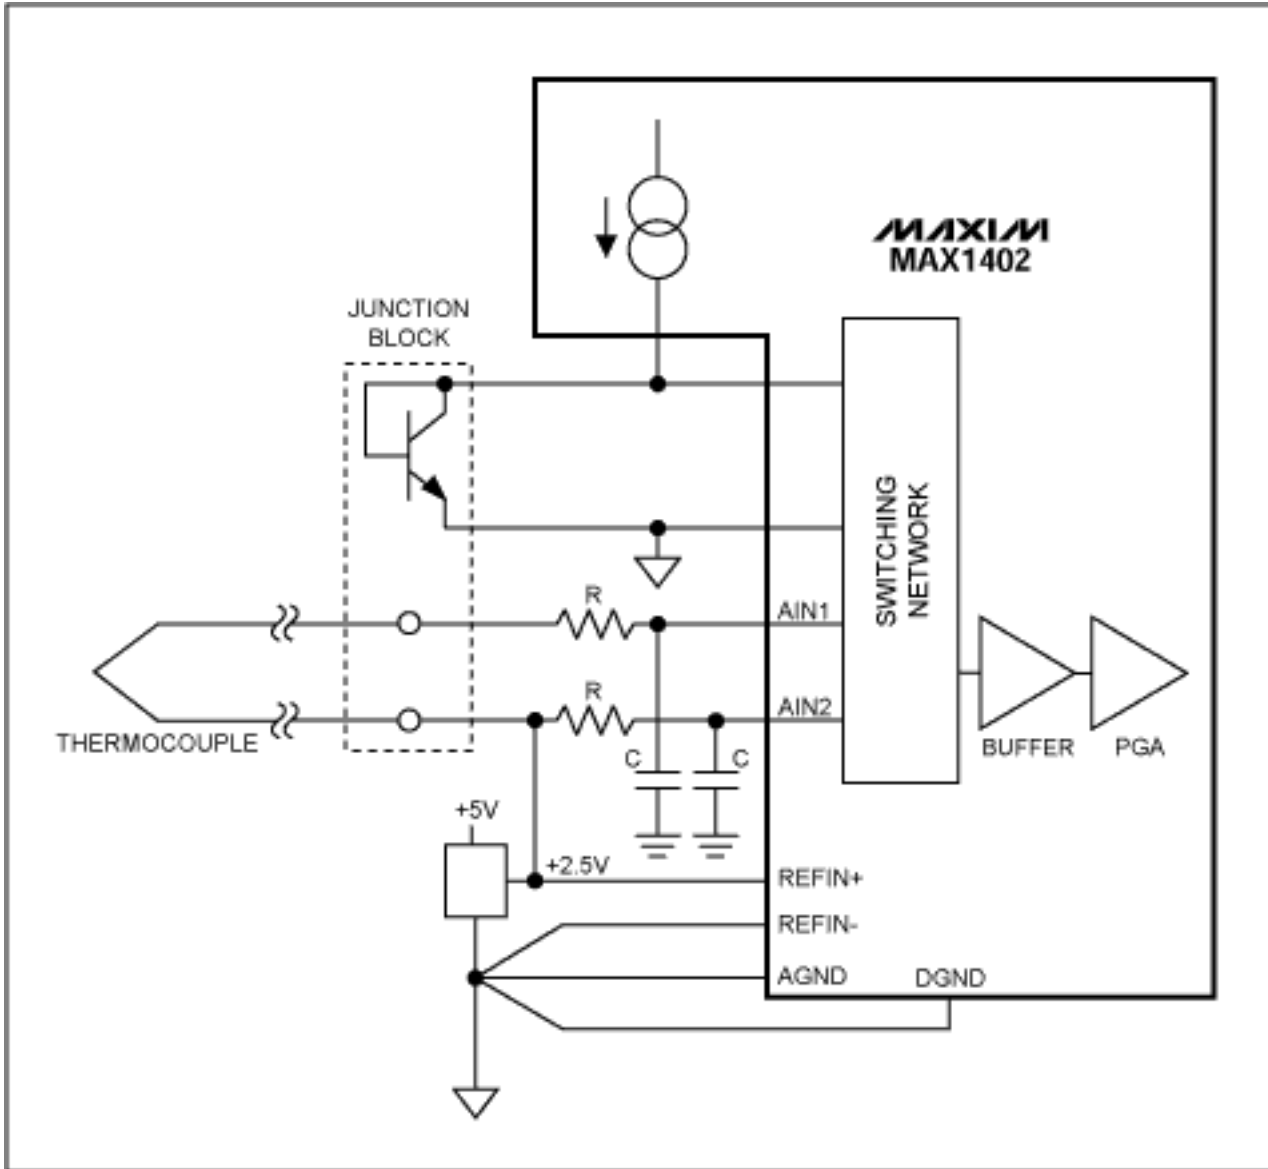 MAXIM
MAX1402
JUNCTION
BLOCK
SWITCHING
NETWORK
R
AIN1
R
AIN2
THERMOCOUPLE
BUFFER
PGA
C
C
+5V
+2.5V
REFIN+
REFIN-
AGND
DGND